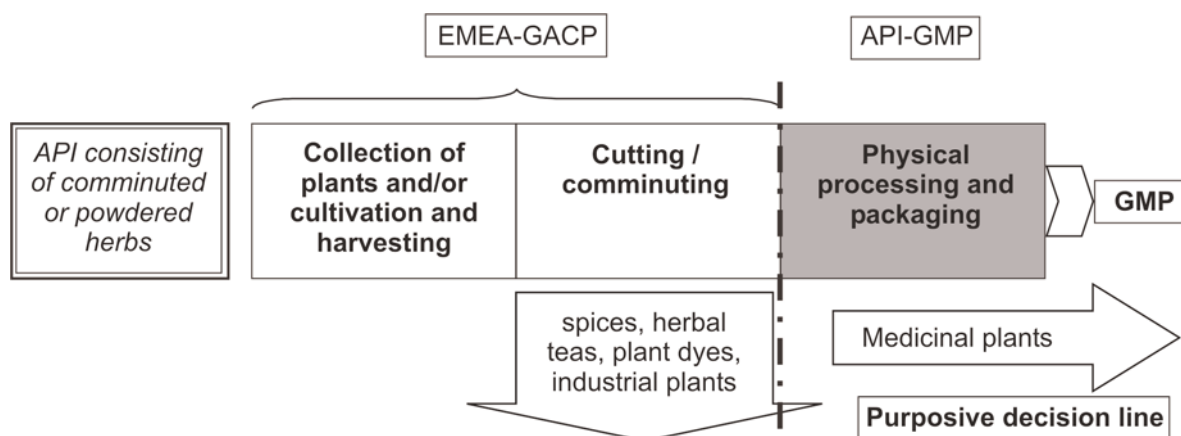 EMEA-GACP
API-GMP
API consisting
of comminuted
or powdered
herbs
Collection of
plants and/or
cultivation and
harvesting
Cutting /
comminuting
Physical
processing and
packaging
GMP
spices, herbal
teas, plant dyes,
industrial plants
Medicinal plants
Purposive decision line